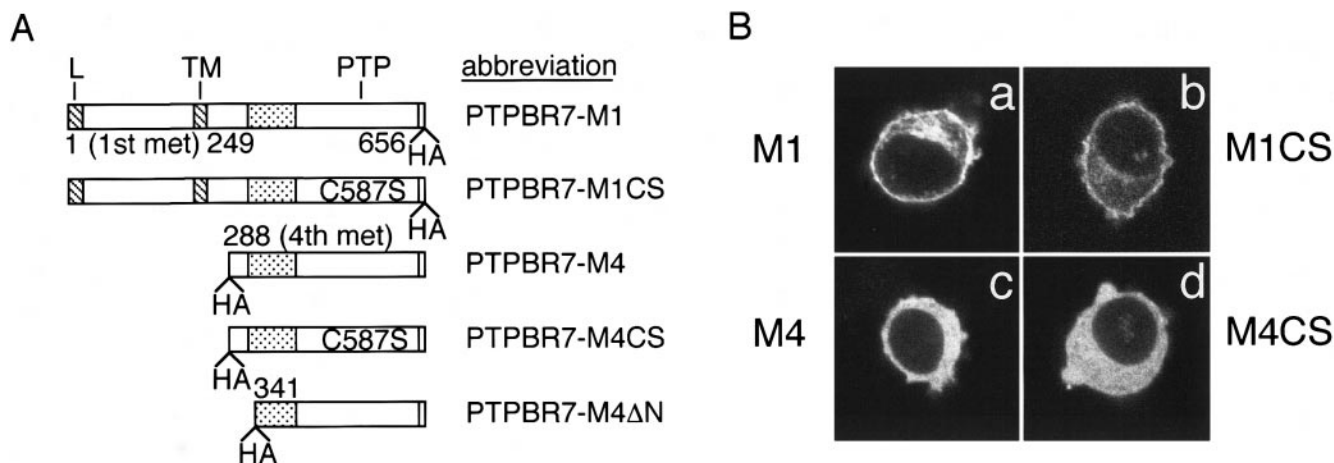 A
L TM PTP abbreviation
PTPBR7-M1
1 (1st met) 249 656 HA
C587S PTPBR7-M1CS
HA
288 (4th met)
PTPBR7-M4
HA
C587S PTPBR7-M4CS
HA 341
PTPBR7-M4ΔN
HA
B
a b
M1 M1CS
c d
M4 M4CS